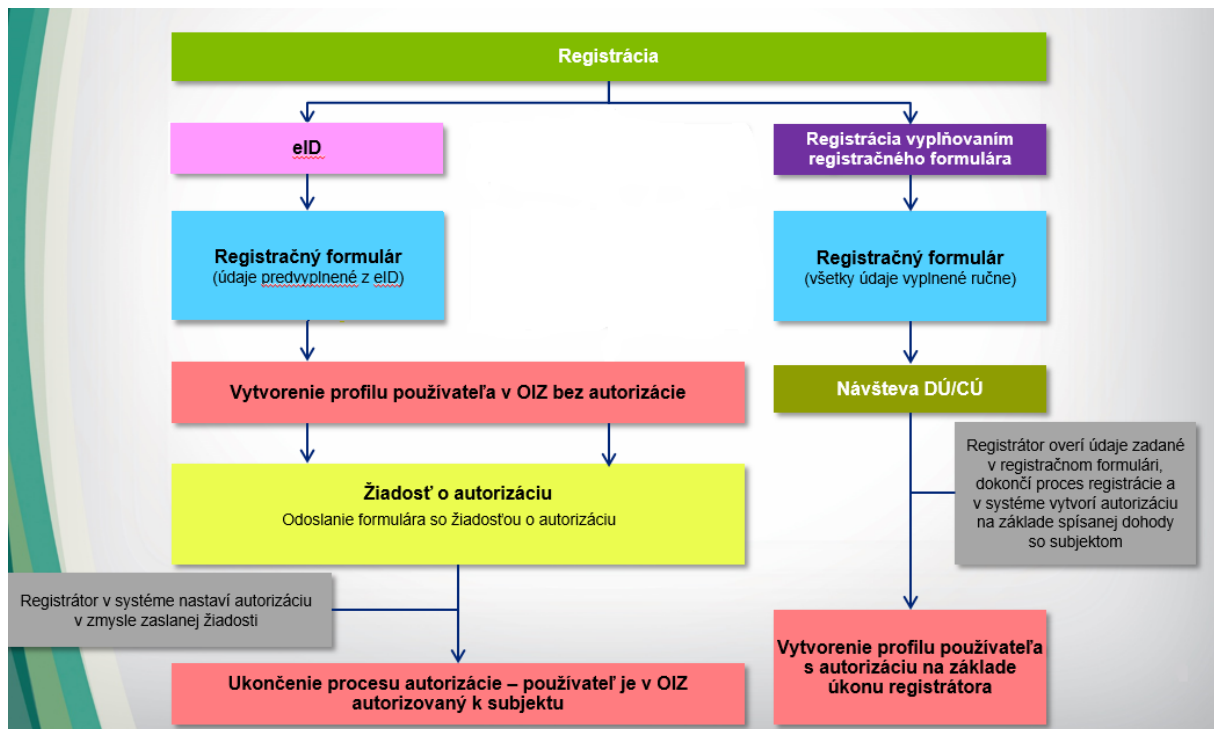 Registrácia
eID
Registrácia vyplňovaním
registračného formulára
Registračný formulár
(údaje predvyplnené z eID)
Registračný formulár
(všetky údaje vyplnené ručne)
Vytvorenie profilu používateľa v OIZ bez autorizácie
Návšteva DÚ/CÚ
Registrátor overí údaje zadané
v registračnom formulári,
dokončí proces registrácie a
v systéme vytvorí autorizáciu
na základe spísanej dohody
so subjektom
Žiadosť o autorizáciu
Odoslanie formulára so žiadosťou o autorizáciu
Registrátor v systéme nastaví autorizáciu
v zmysle zaslanej žiadosti
Vytvorenie profilu používateľa
s autorizáciu na základe
úkonu registrátora
Ukončenie procesu autorizácie – používateľ je v OIZ
autorizovaný k subjektu